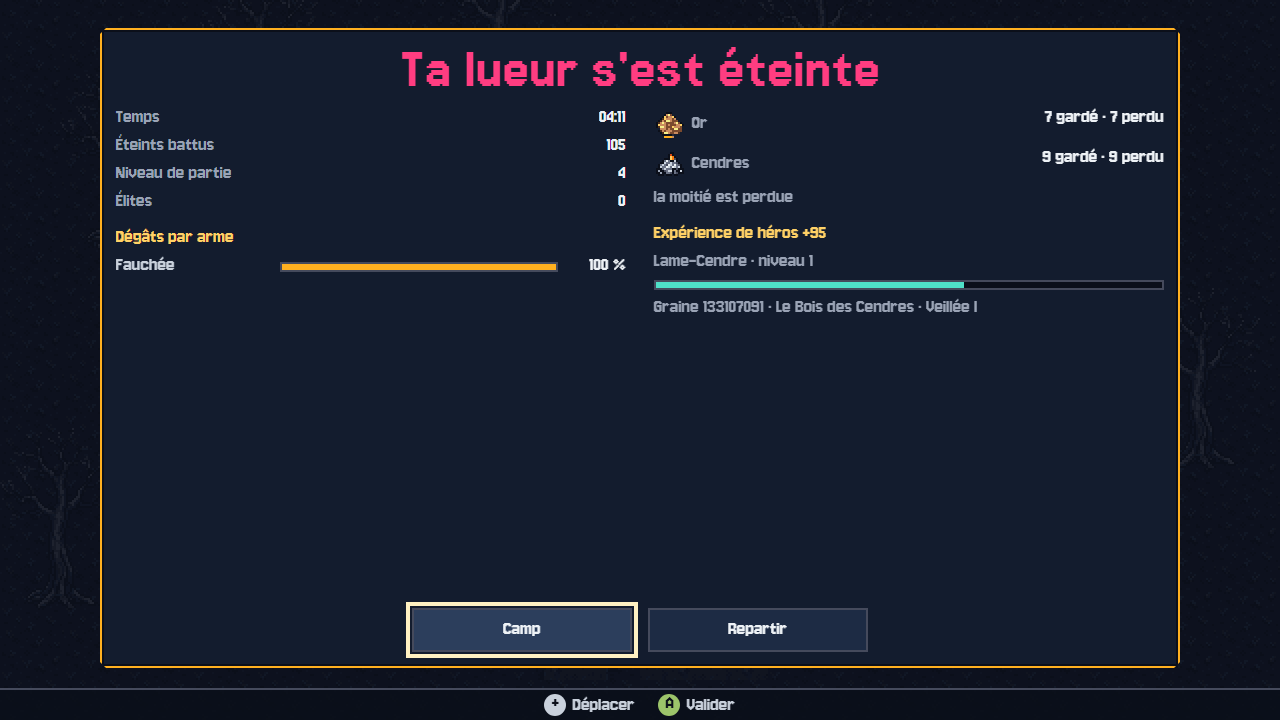 Ta lueur s'est éteinte
Temps 04:11
Éteints battus 105
Niveau de partie 4
Élites 0
Dégâts par arme
Fauchée 100 %
Or 7 gardé · 7 perdu
Cendres 9 gardé · 9 perdu
la moitié est perdue
Expérience de héros +95
Lame-Cendre · niveau 1
Graine 133107091 · Le Bois des Cendres · Veillée I
Camp
Repartir
Déplacer
A Valider